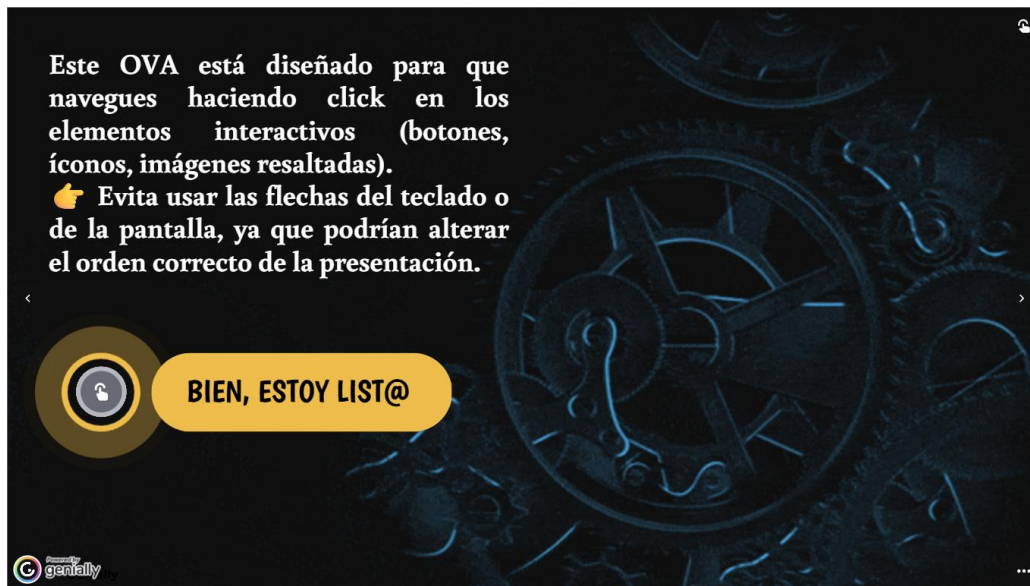 Este OVA está diseñado para que
navegues haciendo click en los
elementos interactivos (botones,
íconos, imágenes resaltadas).
👉 Evita usar las flechas del teclado o
de la pantalla, ya que podrían alterar
el orden correcto de la presentación.
BIEN, ESTOY LIST@
Powered by
genially